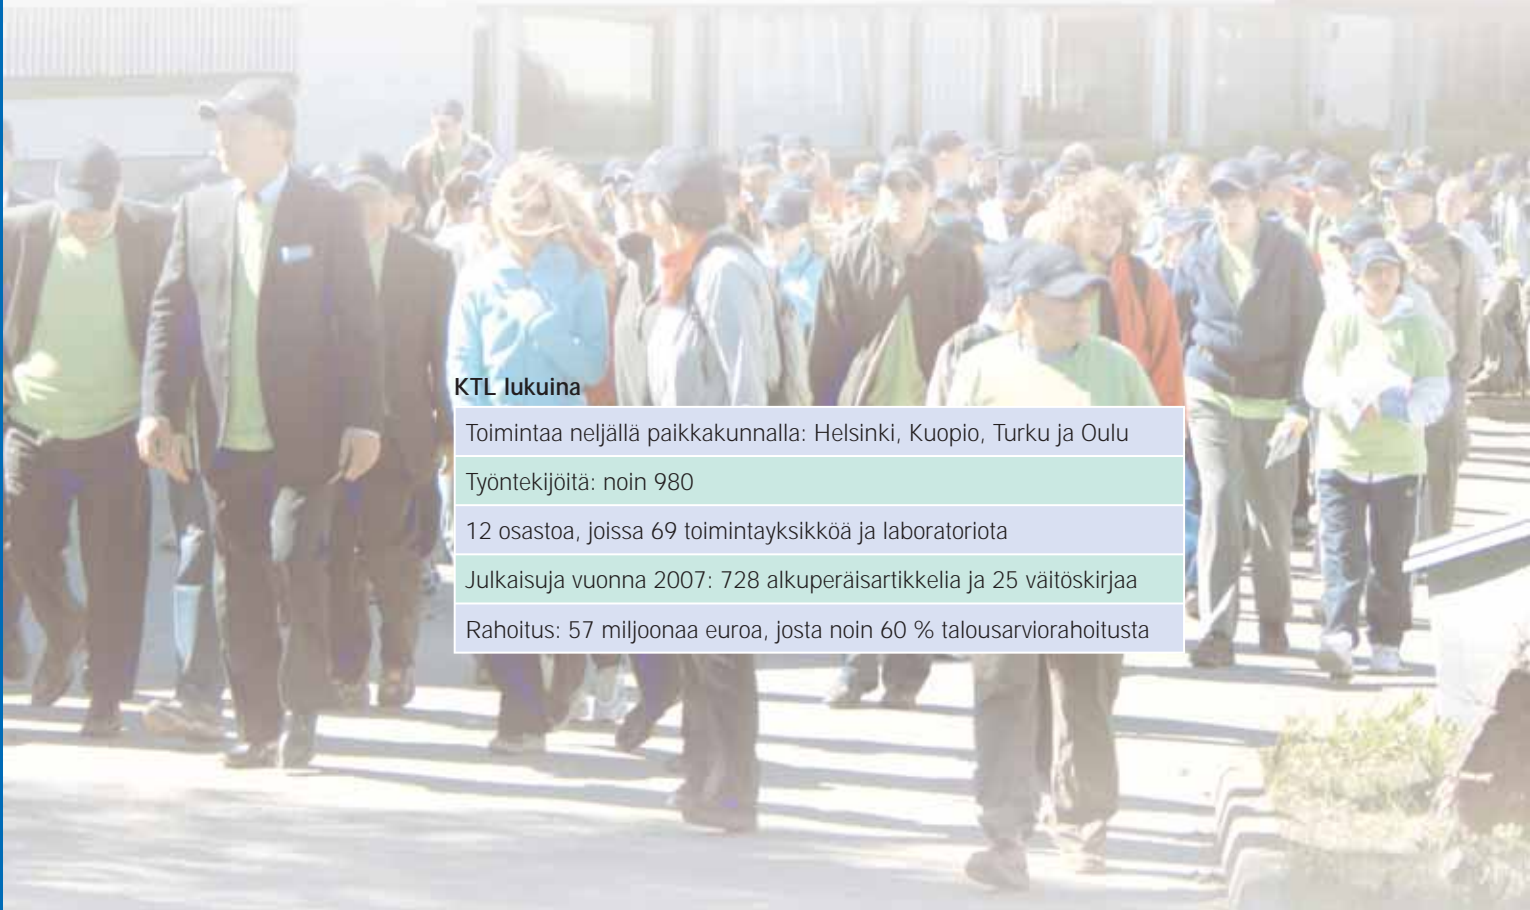 KTL lukuina
Toimintaa neljällä paikkakunnalla: Helsinki, Kuopio, Turku ja Oulu
Työntekijöitä: noin 980
12 osastoa, joissa 69 toimintayksikköä ja laboratoriota
Julkaisuja vuonna 2007: 728 alkuperäisartikkelia ja 25 väitöskirjaa
Rahoitus: 57 miljoonaa euroa, josta noin 60 % talousarviorahoitusta